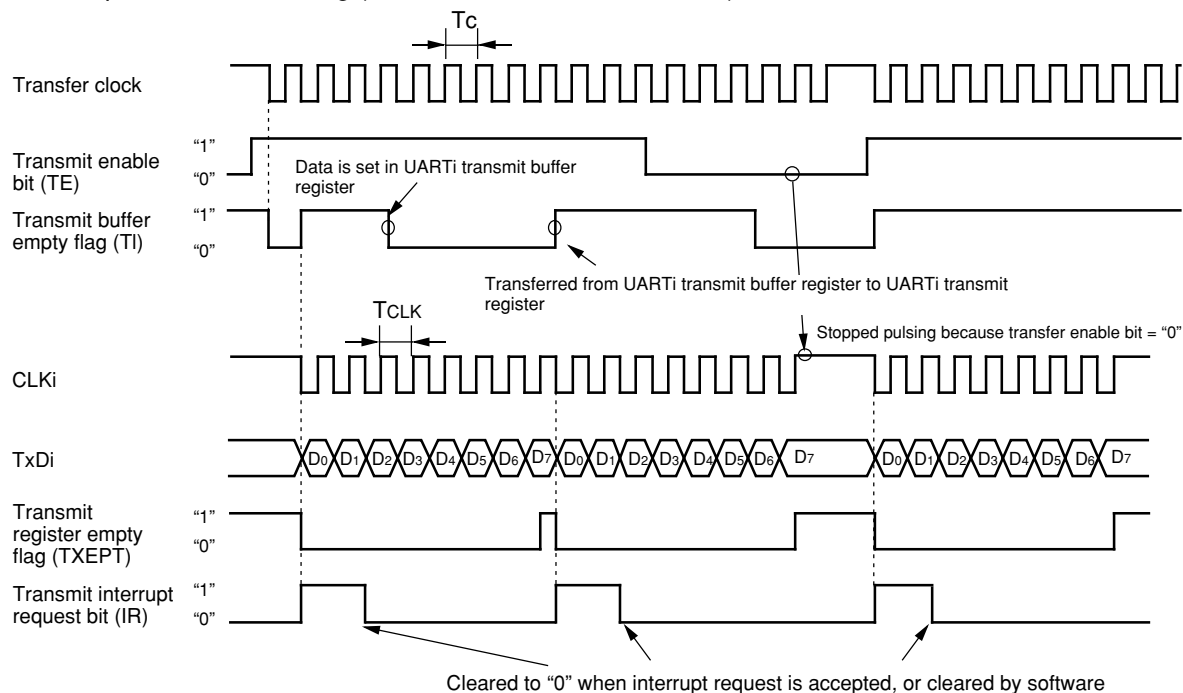 Tc
Transfer clock
Transmit enable
bit (TE)
“1”
“0”
Data is set in UARTi transmit buffer
register
Transmit buffer
empty flag (TI)
“1”
“0”
Transferred from UARTi transmit buffer register to UARTi transmit
register
TCLK
Stopped pulsing because transfer enable bit = “0”
CLKi
TxDi
D0 D1 D2 D3 D4 D5 D6 D7 D0 D1 D2 D3 D4 D5 D6 D7 D0 D1 D2 D3 D4 D5 D6 D7
Transmit
register empty
flag (TXEPT)
“1”
“0”
Transmit interrupt
request bit (IR)
“1”
“0”
Cleared to “0” when interrupt request is accepted, or cleared by software